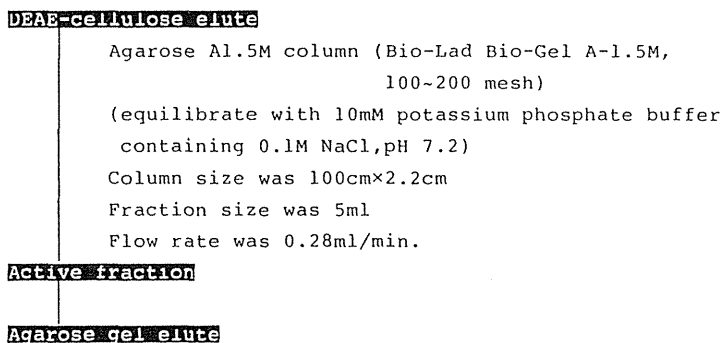 DEAE-cellulose elute
Agarose A1.5M column (Bio-Lad Bio-Gel A-1.5M,
100~200 mesh)
(equilibrate with 10mM potassium phosphate buffer
containing 0.1M NaCl,pH 7.2)
Column size was 100cm×2.2cm
Fraction size was 5ml
Flow rate was 0.28ml/min.
Active fraction
Agarose gel elute